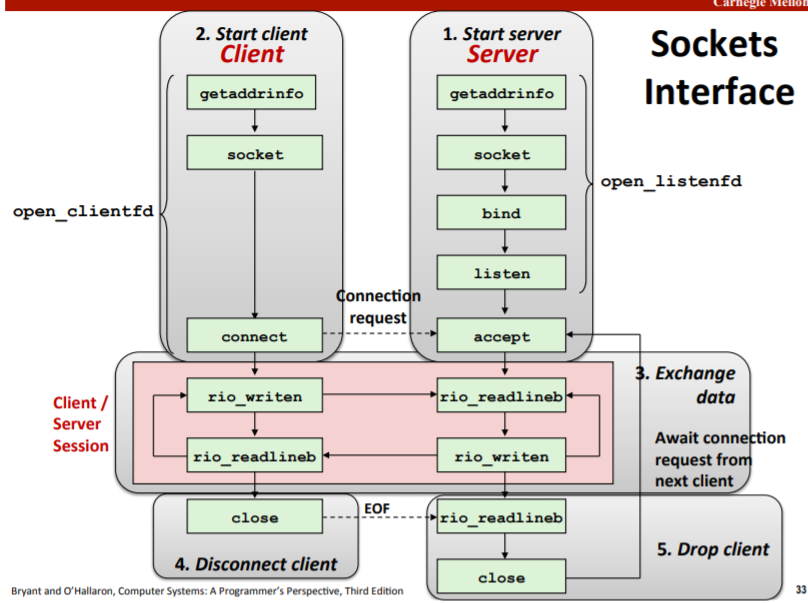 Carnegie Mellon
2. Start client
Client
1. Start server
Server
Sockets
Interface
getaddrinfo
getaddrinfo
socket
socket
open_clientfd
open_listenfd
bind
listen
Connection
request
connect
accept
3. Exchange
data
Client /
Server
Session
rio_writen
rio_readlineb
rio_readlineb
rio_writen
Await connection
request from
next client
close
EOF
rio_readlineb
4. Disconnect client
5. Drop client
close
Bryant and O'Hallaron, Computer Systems: A Programmer's Perspective, Third Edition
33